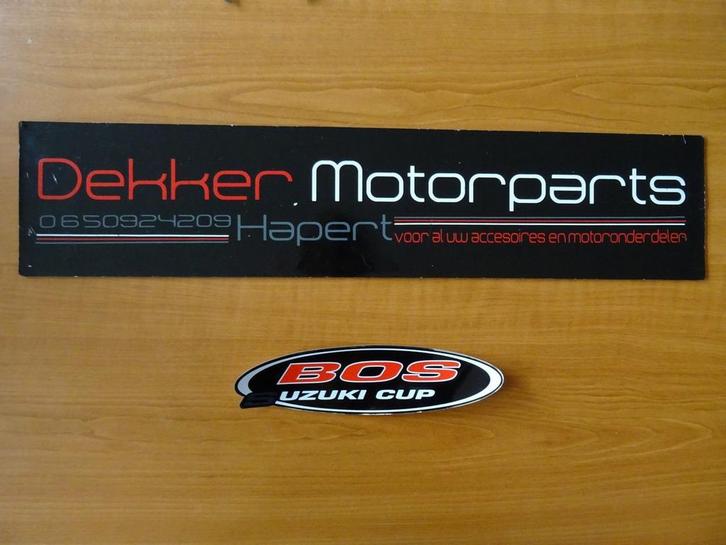 Dekker Motorparts
0650924209 Hapert voor al uw accesoires en motoronderdelen
BOS
SUZUKI CUP